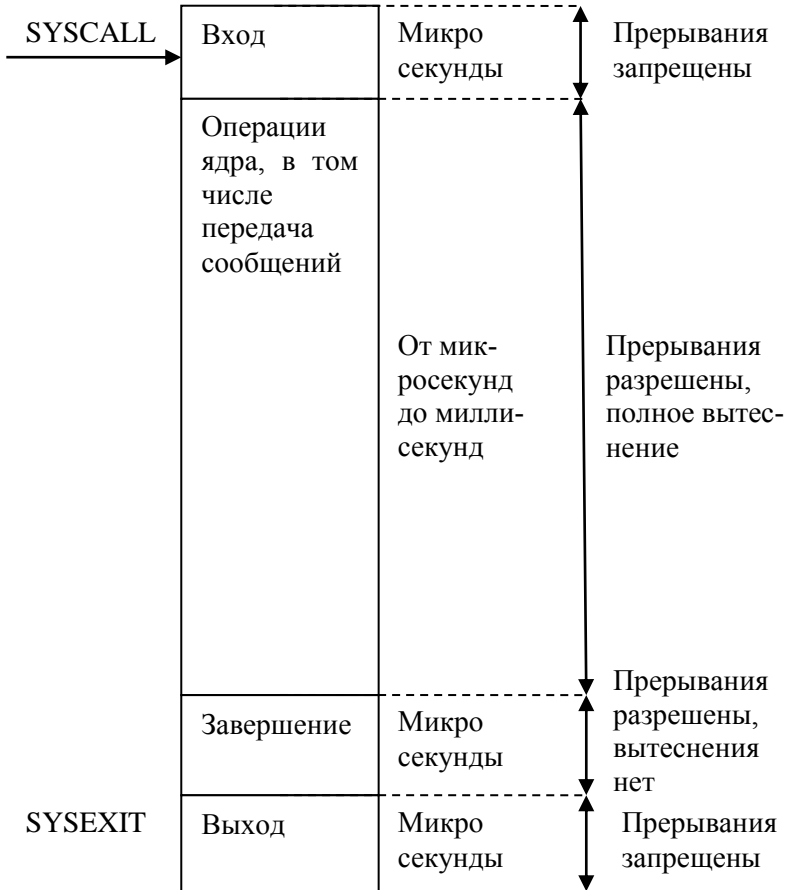 SYSCALL
Вход
Микро
секунды
Прерывания
запрещены
Операции
ядра, в том
числе
передача
сообщений
От мик-
росекунд
до милли-
секунд
Прерывания
разрешены,
полное вытес-
нение
Завершение
Микро
секунды
Прерывания
разрешены,
вытеснения
нет
SYSEXIT
Выход
Микро
секунды
Прерывания
запрещены